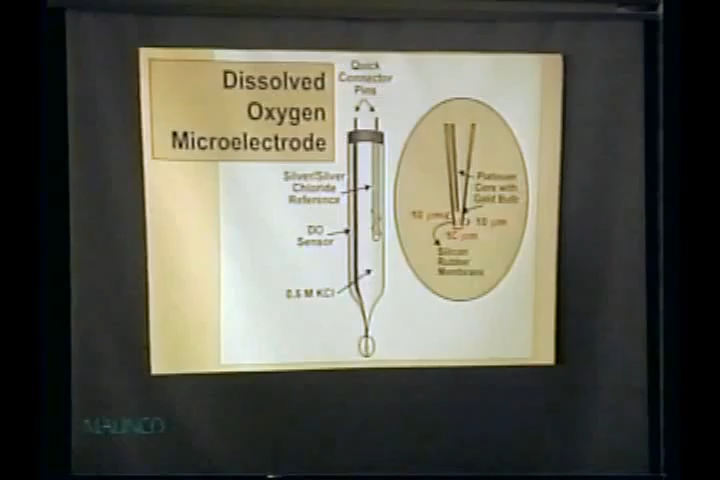 Dissolved
Oxygen
Microelectrode
Quick
Connector
Pins
Silver/Silver
Chloride
Reference
DO
Sensor
0.5 M KCl
Platinum
Core with
Gold Bulb
10 µm
10 µm
µm
Silicon
Rubber
Membrane